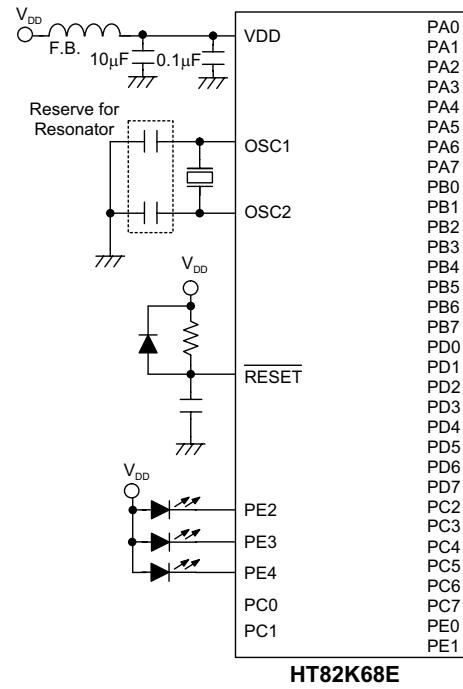 VDD
F.B.
10μF
0.1μF
VDD
Reserve for
Resonator
OSC1
OSC2
VDD
RESET
VDD
PE2
PE3
PE4
PC0
PC1
PA0
PA1
PA2
PA3
PA4
PA5
PA6
PA7
PB0
PB1
PB2
PB3
PB4
PB5
PB6
PB7
PD0
PD1
PD2
PD3
PD4
PD5
PD6
PD7
PC2
PC3
PC4
PC5
PC6
PC7
PE0
PE1
HT82K68E